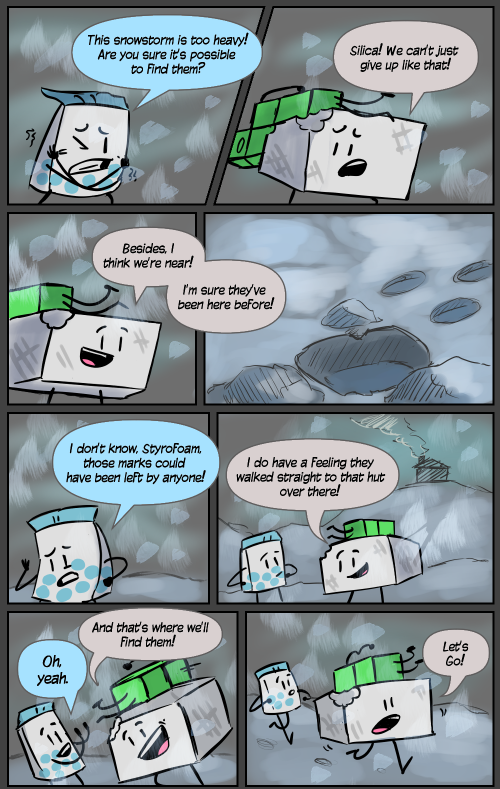 This snowstorm is too heavy!
Are you sure it's possible
to find them?
Silica! We can't just
give up like that!
Besides, I
think we're near!
I'm sure they've
been here before!
I don't know, StyroFoam,
those marks could
have been left by anyone!
I do have a feeling they
walked straight to that hut
over there!
And that's where we'll
find them!
Oh,
yeah.
Let's
Go!